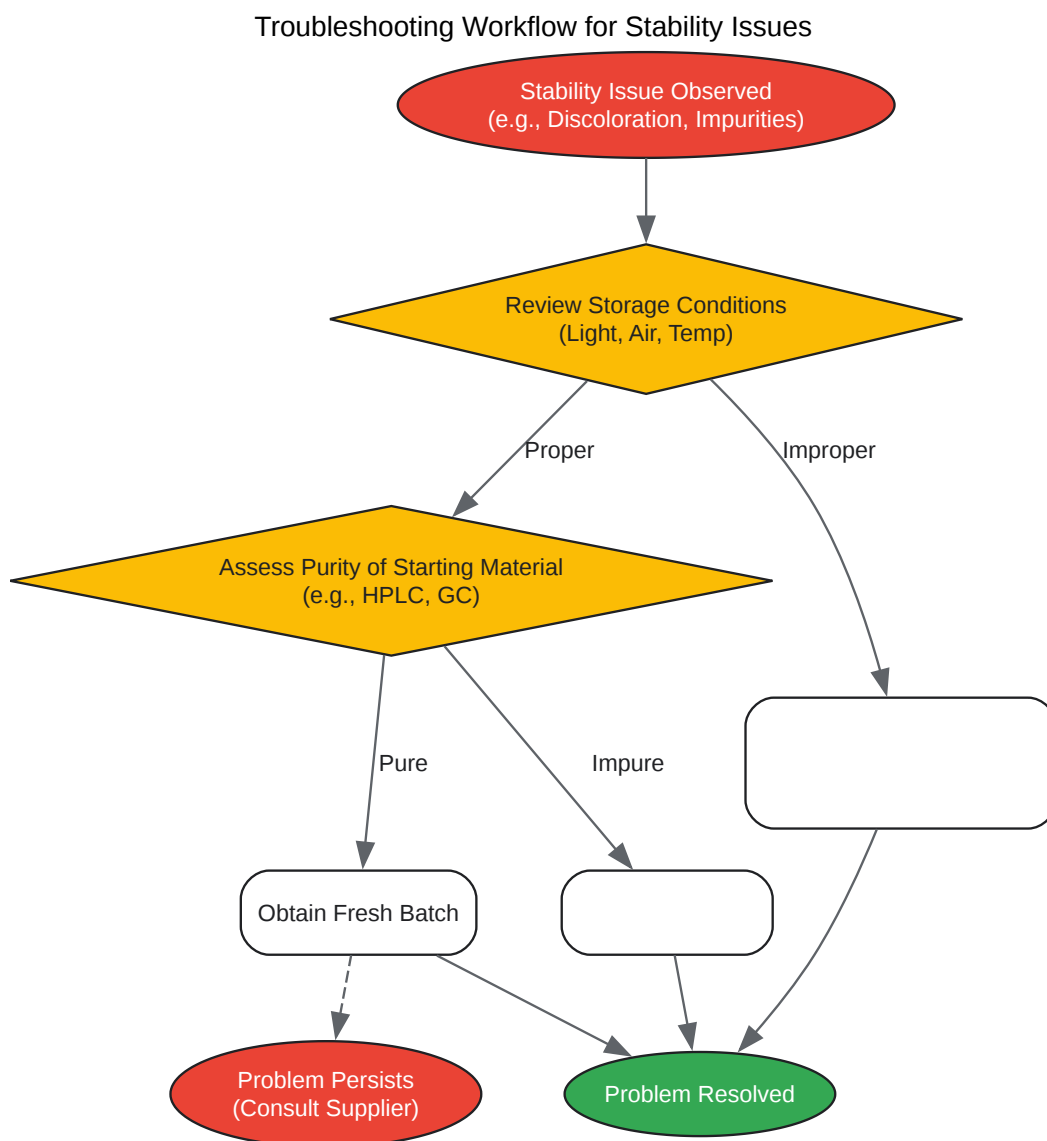 Troubleshooting Workflow for Stability Issues
Stability Issue Observed
(e.g., Discoloration, Impurities)
Review Storage Conditions
(Light, Air, Temp)
Proper
Improper
Assess Purity of Starting Material
(e.g., HPLC, GC)
Pure
Impure
Obtain Fresh Batch
Problem Persists
(Consult Supplier)
Problem Resolved